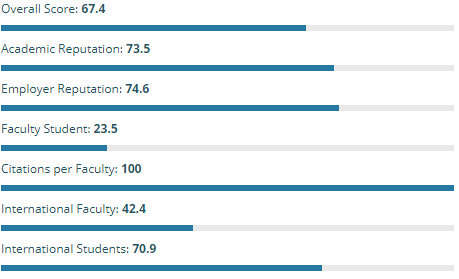 Overall Score: 67.4
Academic Reputation: 73.5
Employer Reputation: 74.6
Faculty Student: 23.5
Citations per Faculty: 100
International Faculty: 42.4
International Students: 70.9